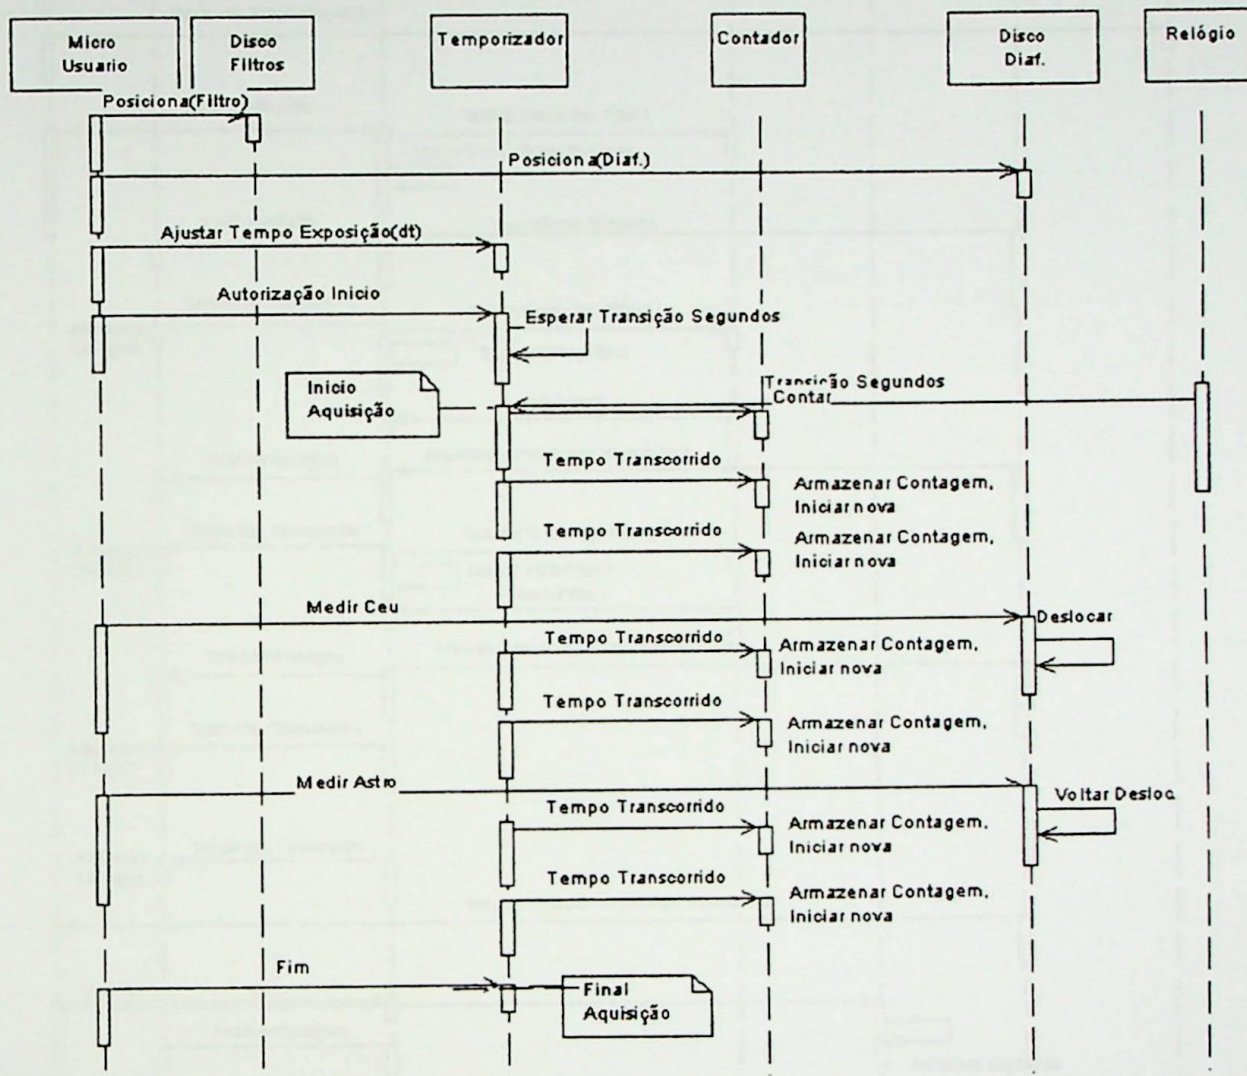 Micro
Usuario
Disco
Filtros
Temporizador
Contador
Disco
Diaf.
Relógio
Posiciona(Filtro)
Posiciona(Diaf.)
Ajustar Tempo Exposição(dt)
Autorização Inicio
Esperar Transição Segundos
Inicio
Aquisição
Transição Segundos
Contar
Tempo Transcorrido
Armazenar Contagem,
Iniciar nova
Tempo Transcorrido
Armazenar Contagem,
Iniciar nova
Medir Ceu
Deslocar
Tempo Transcorrido
Armazenar Contagem,
Iniciar nova
Tempo Transcorrido
Armazenar Contagem,
Iniciar nova
Medir Astro
Voltar Desloc
Tempo Transcorrido
Armazenar Contagem,
Iniciar nova
Tempo Transcorrido
Armazenar Contagem,
Iniciar nova
Fim
Final
Aquisição